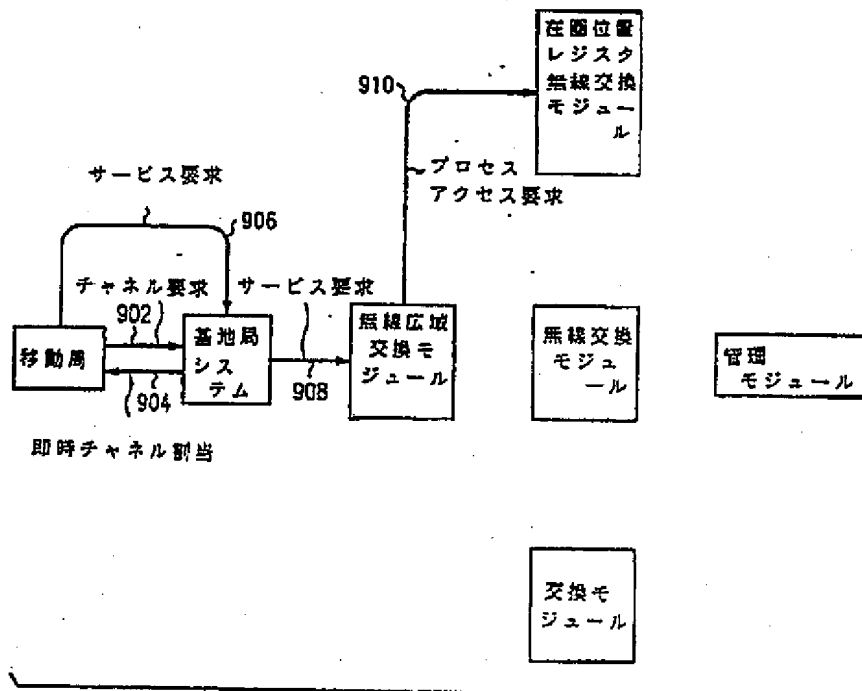 在圏位置
レジスタ
無線交換
モジュー
ル
910
プロセス
アクセス要求
サービス要求
906
チャネル要求
902
サービス要求
移動局
基地局
シス
テム
908
無線広域
交換モ
ジュール
無線交換
モジュ
ール
管理
モジュール
904
即時チャネル割当
交換モ
ジュール